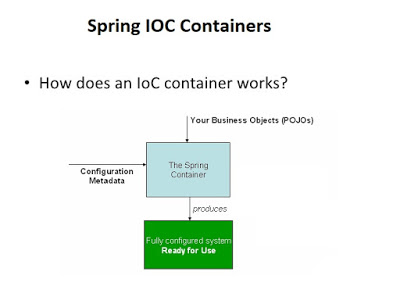 Spring IOC Containers
• How does an IoC container works?
Your Business Objects (POJOs)
Configuration
Metadata
The Spring
Container
produces
Fully configured system
Ready for Use